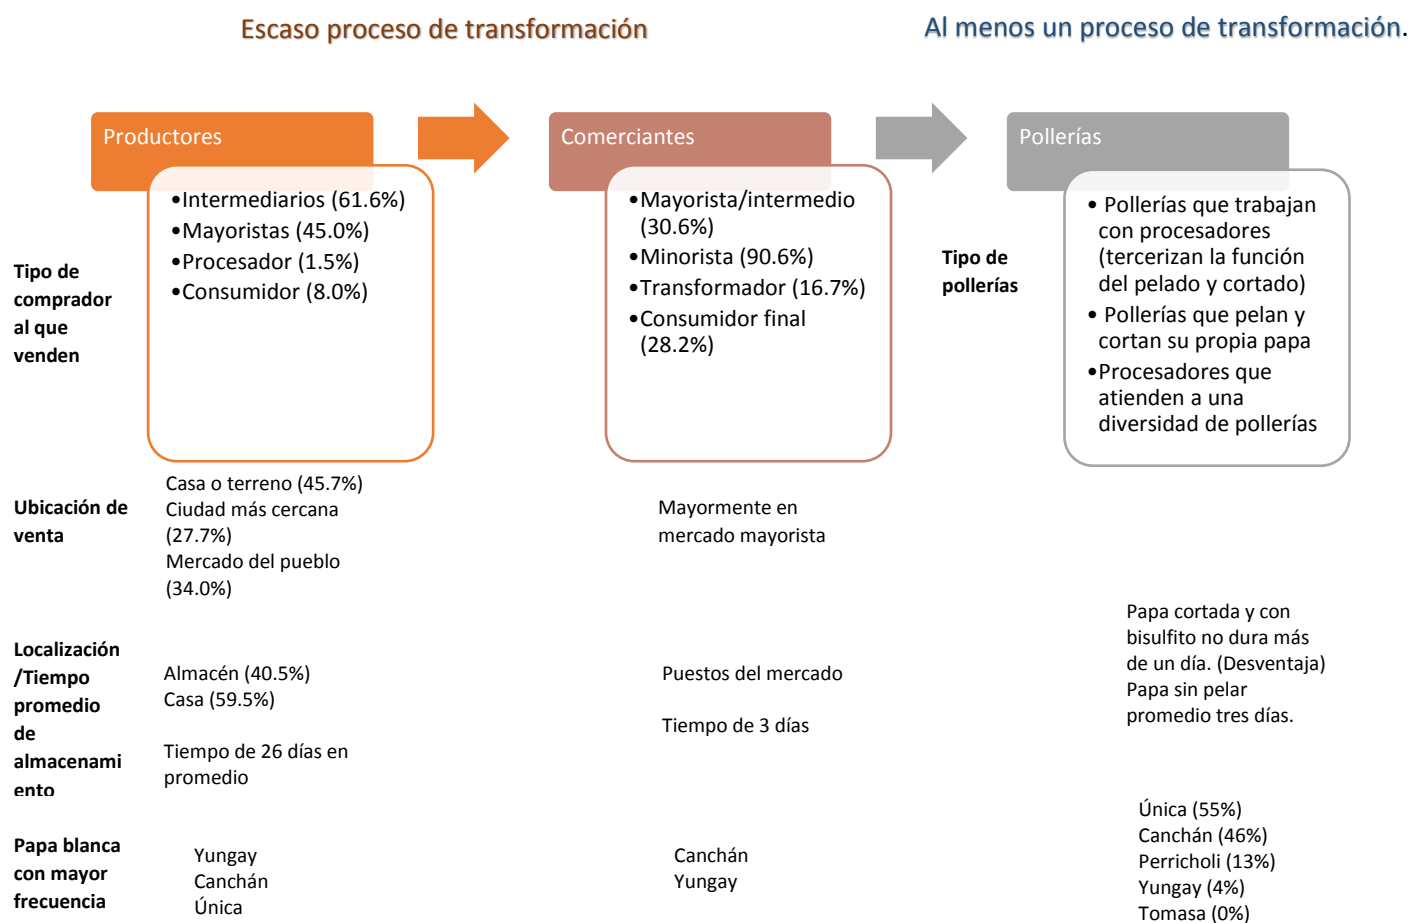 Escaso proceso de transformación
Al menos un proceso de transformación.
Productores
Comerciantes
Pollerías
Tipo de
comprador
al que
venden
•Intermediarios (61.6%)
•Mayoristas (45.0%)
•Procesador (1.5%)
•Consumidor (8.0%)
•Mayorista/intermedio
(30.6%)
•Minorista (90.6%)
•Transformador (16.7%)
•Consumidor final
(28.2%)
Tipo de
pollerías
• Pollerías que trabajan
con procesadores
(tercerizan la función
del pelado y cortado)
• Pollerías que pelan y
cortan su propia papa
•Procesadores que
atienden a una
diversidad de pollerías
Ubicación de
venta
Casa o terreno (45.7%)
Ciudad más cercana
(27.7%)
Mercado del pueblo
(34.0%)
Mayormente en
mercado mayorista
Localización
/Tiempo
promedio
de
almacenami
ento
Almacén (40.5%)
Casa (59.5%)
Tiempo de 26 días en
promedio
Puestos del mercado
Tiempo de 3 días
Papa cortada y con
bisulfito no dura más
de un día. (Desventaja)
Papa sin pelar
promedio tres días.
Papa blanca
con mayor
frecuencia
Yungay
Canchán
Única
Canchán
Yungay
Única (55%)
Canchán (46%)
Perricholi (13%)
Yungay (4%)
Tomasa (0%)